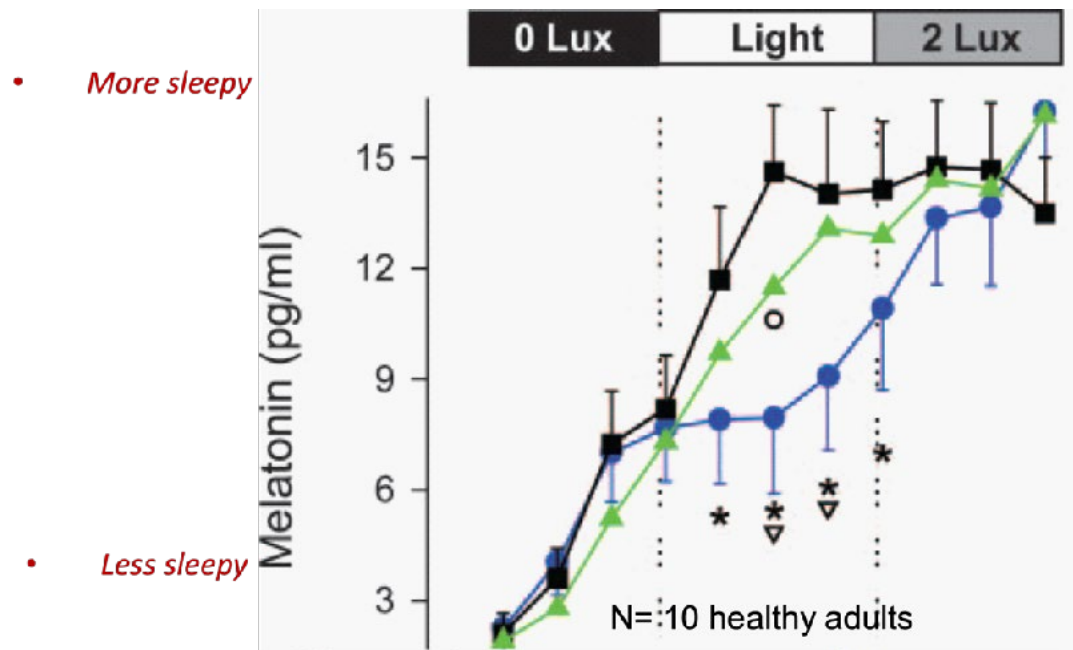 0 Lux Light 2 Lux
• More sleepy
15
12
Melatonin (pg/ml)
9
6
• Less sleepy
3
N= 10 healthy adults